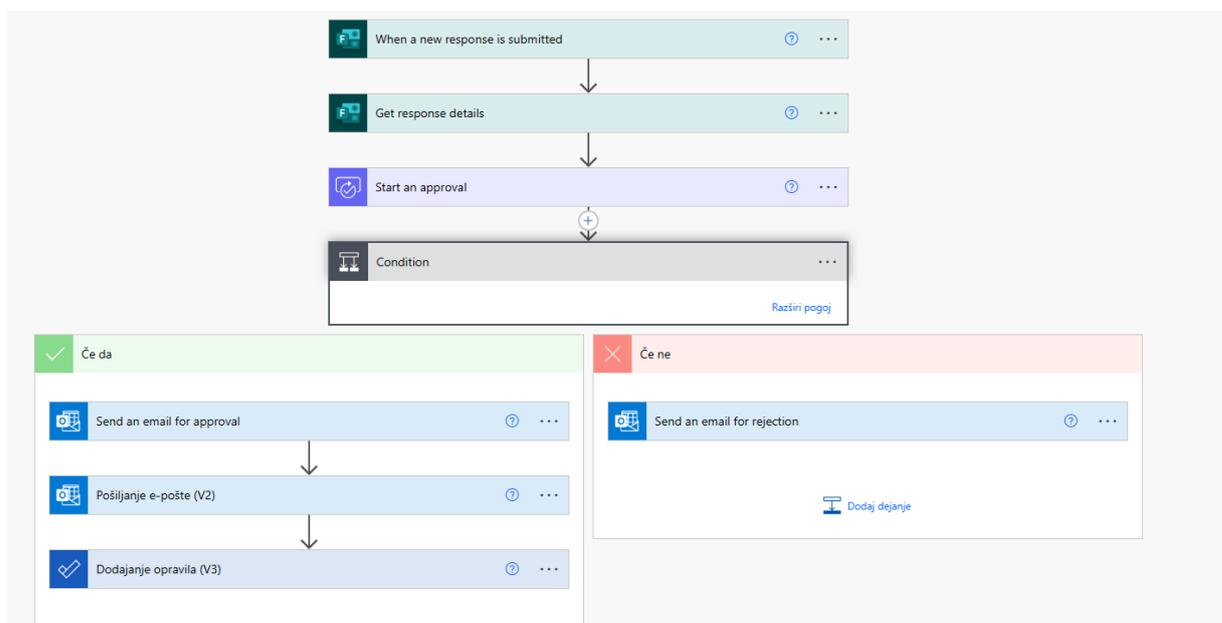 When a new response is submitted
Get response details
Start an approval
Condition
Razširi pogoj
Če da
Če ne
Send an email for approval
Send an email for rejection
Pošiljanje e-pošte (V2)
Dodaj dejanje
Dodajanje opravila (V3)